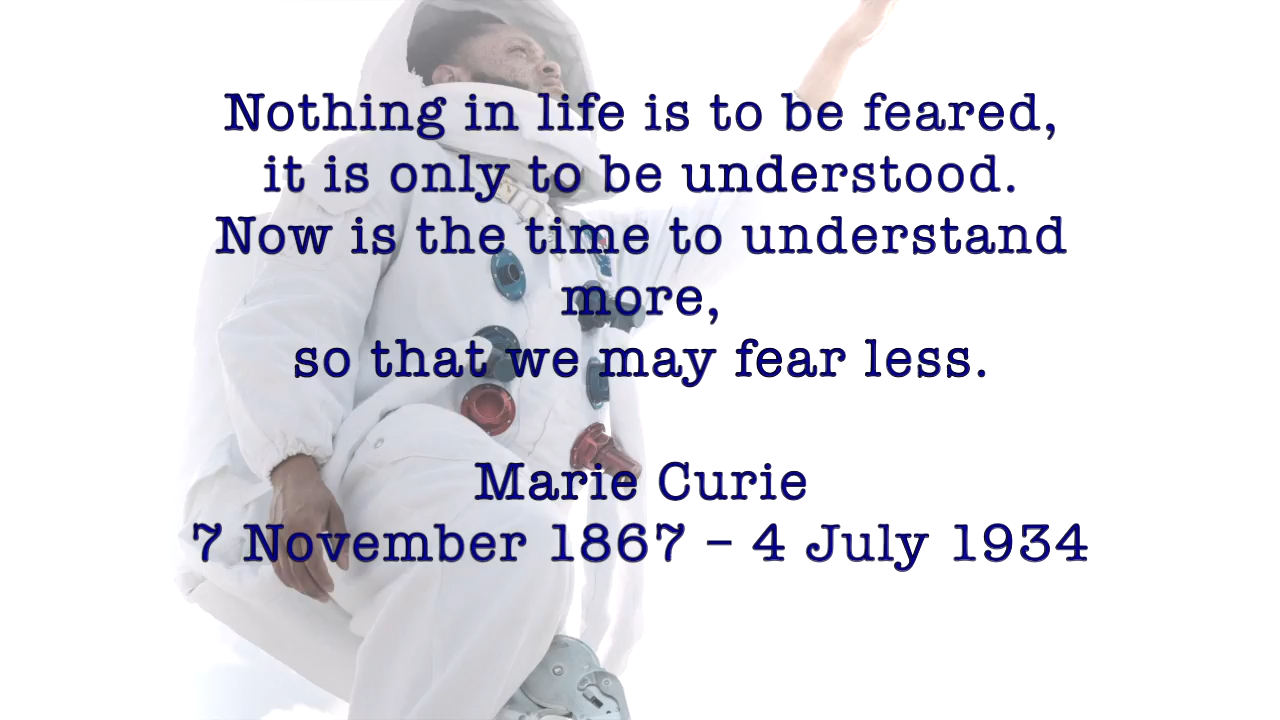 Nothing in life is to be feared,
it is only to be understood.
Now is the time to understand
more,
so that we may fear less.
Marie Curie
7 November 1867 – 4 July 1934